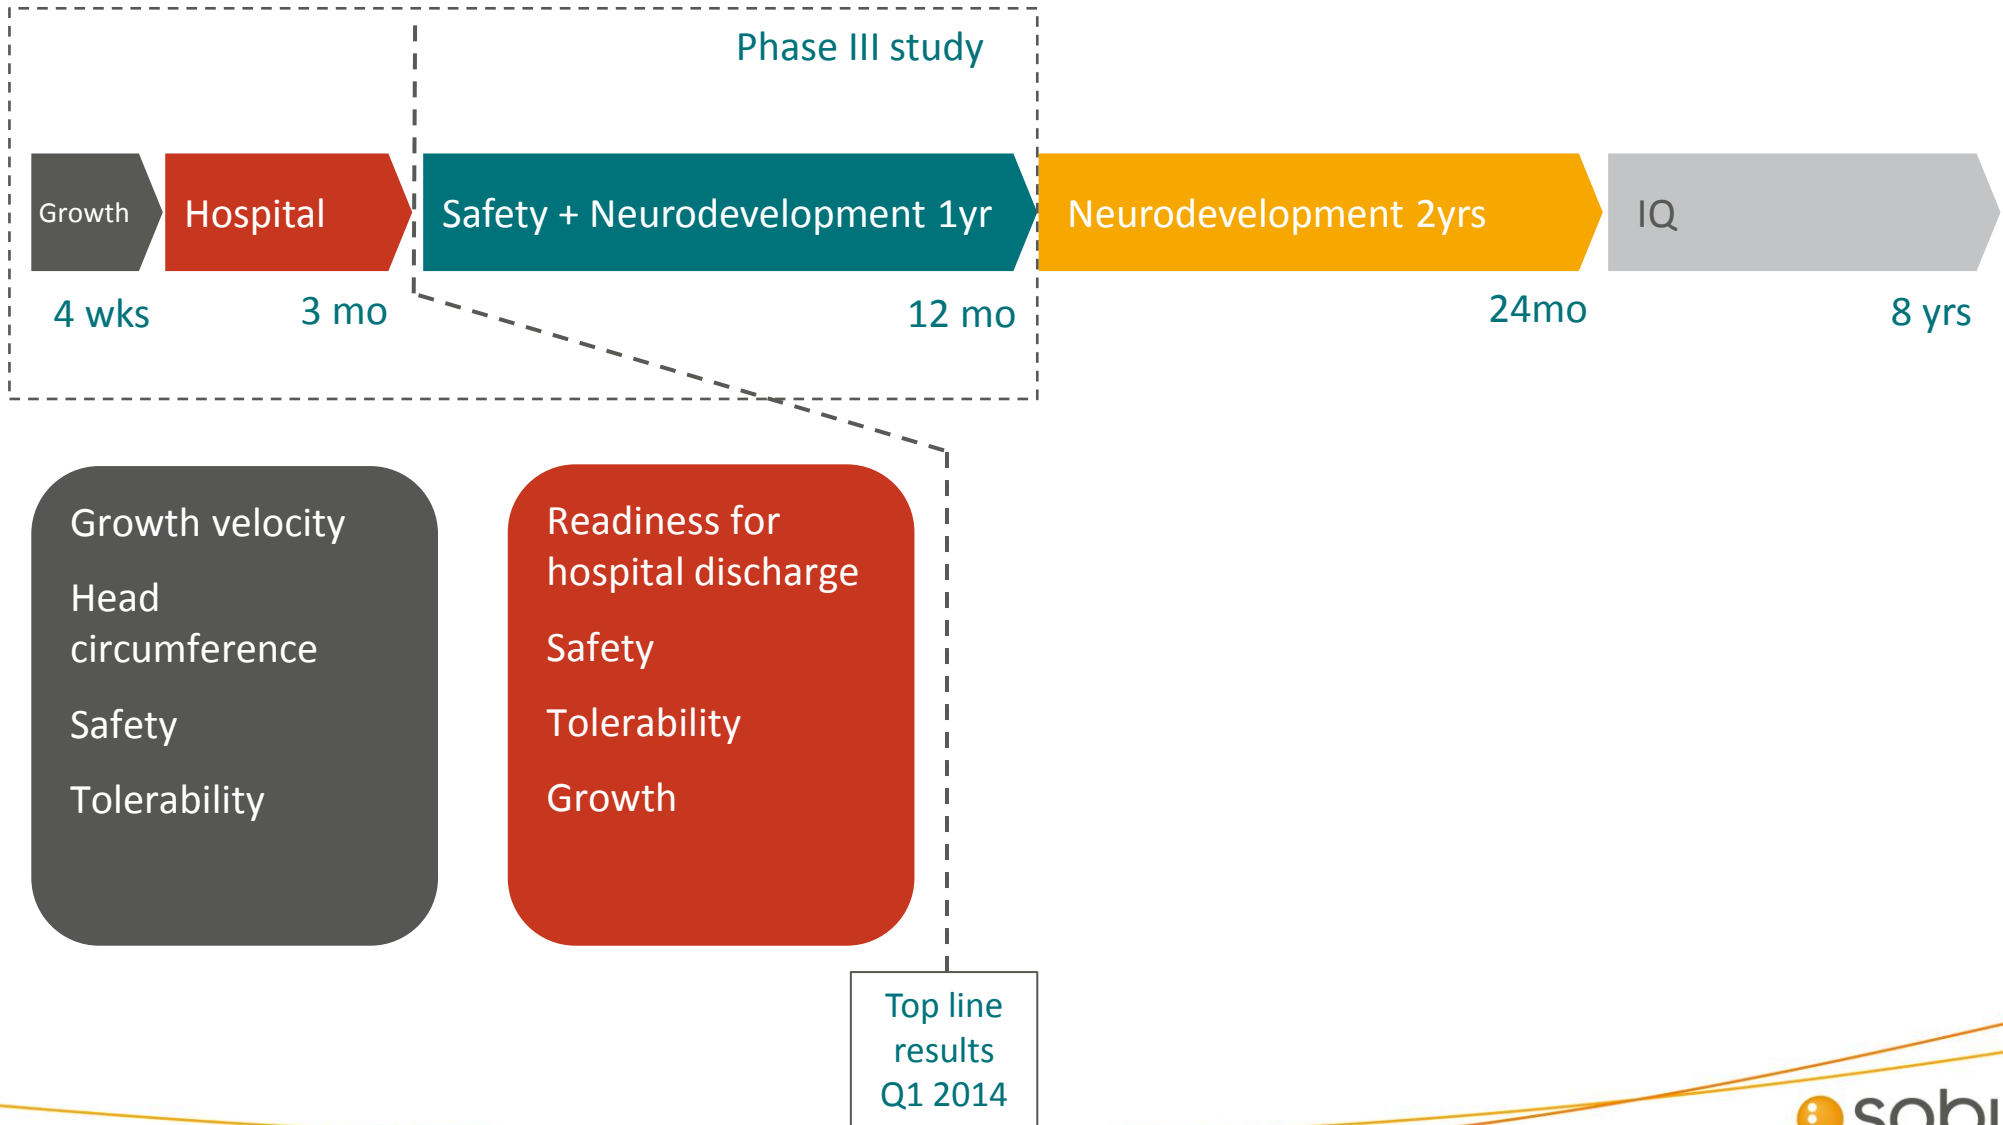 Phase III study
Growth
Hospital
Safety + Neurodevelopment 1yr
Neurodevelopment 2yrs
IQ
4 wks
3 mo
12 mo
24mo
8 yrs
Growth velocity
Head
circumference
Safety
Tolerability
Readiness for
hospital discharge
Safety
Tolerability
Growth
Top line
results
Q1 2014
sobi